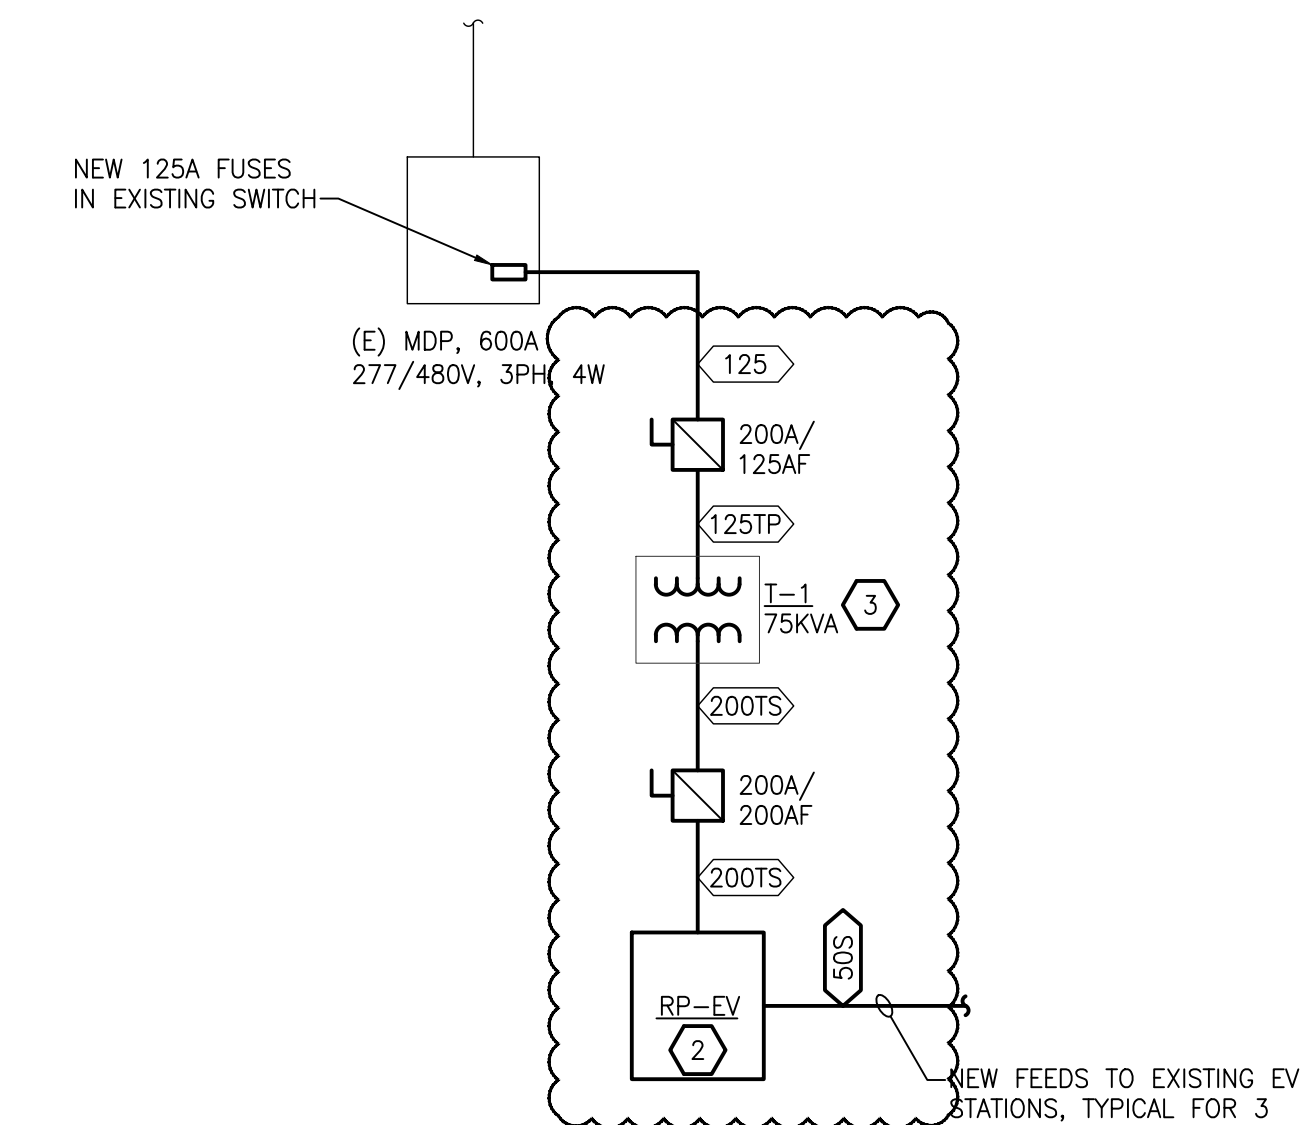 NEW 125A FUSES
IN EXISTING SWITCH
(E) MDP, 600A
277/480V, 3PH, 4W
125
200A/
125AF
125TP
T-1
75KVA
3
200TS
200A/
200AF
200TS
50S
RP-EV
2
NEW FEEDS TO EXISTING EV
STATIONS, TYPICAL FOR 3